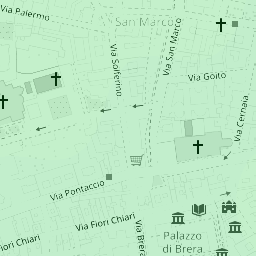 Via Palermo
San Marco
Via San Marco
Via Solferino
Via Goito
Via Cernaia
Via Pontaccio
Via Fiori Chiari
Fiori Chiari
Via Brera
Palazzo
di Brera